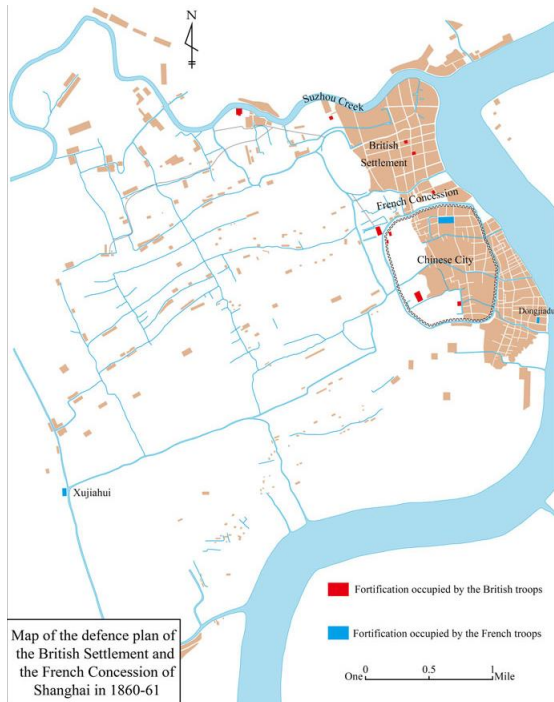 N
Suzhou Creek
British
Settlement
French Concession
Chinese City
Dongjiadu
Xujiahui
Fortification occupied by the British troops
Fortification occupied by the French troops
Map of the defence plan of
the British Settlement and
the French Concession of
Shanghai in 1860-61
0 0.5 1
One Mile